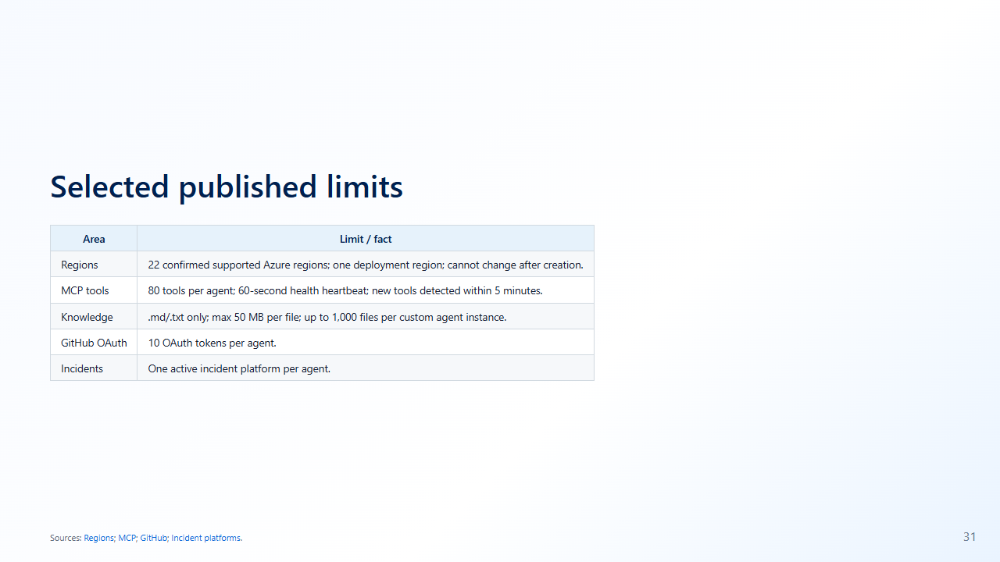 Selected published limits
Area Limit / fact
Regions 22 confirmed supported Azure regions; one deployment region; cannot change after creation.
MCP tools 80 tools per agent; 60-second health heartbeat; new tools detected within 5 minutes.
Knowledge .md/.txt only; max 50 MB per file; up to 1,000 files per custom agent instance.
GitHub OAuth 10 OAuth tokens per agent.
Incidents One active incident platform per agent.
Sources: Regions; MCP; GitHub; Incident platforms.
31